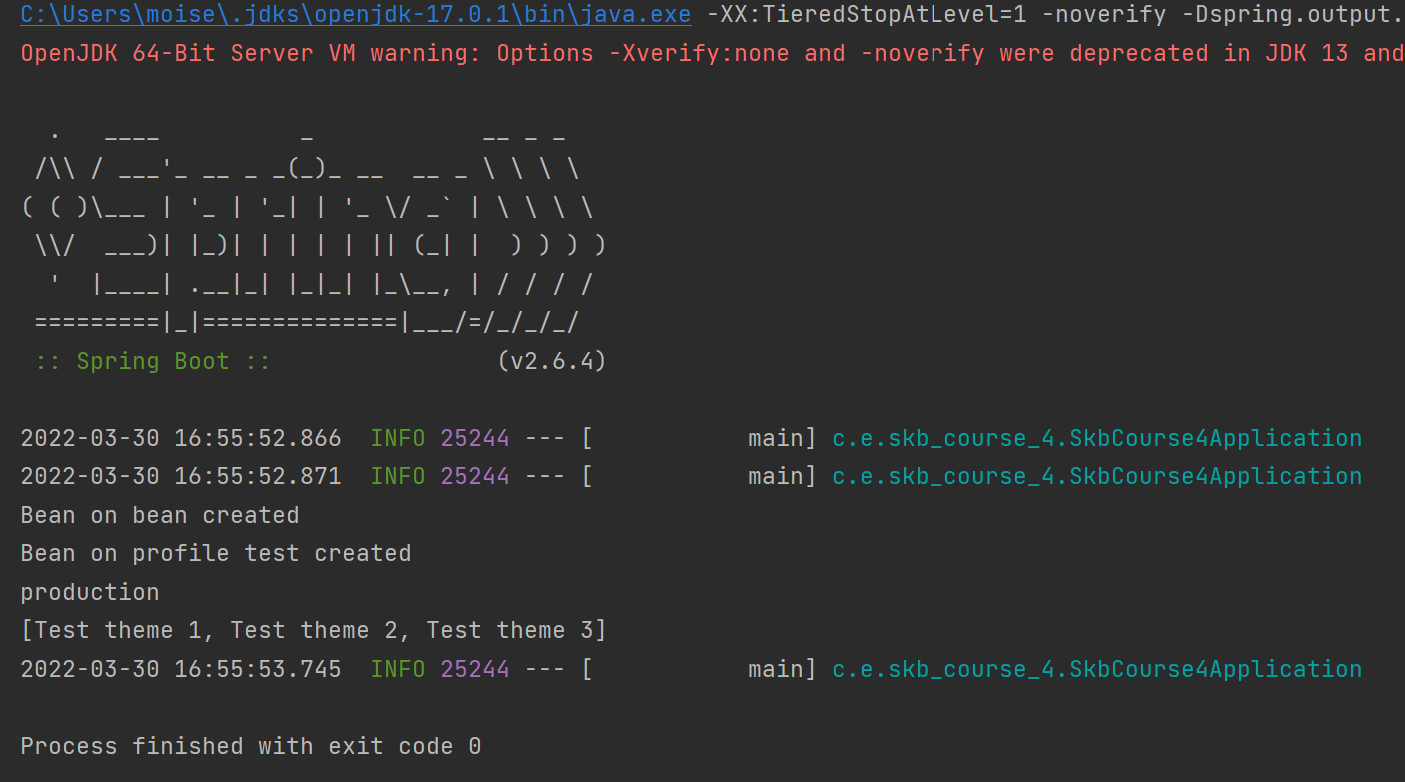 C:\Users\moise\.jdks\openjdk-17.0.1\bin\java.exe -XX:TieredStopAtLevel=1 -noverify -Dspring.output.
OpenJDK 64-Bit Server VM warning: Options -Xverify:none and -noverify were deprecated in JDK 13 and
  .   ____          _            __ _ _
 /\\ / ___'_ __ _ _(_)_ __  __ _ \ \ \ \
( ( )\___ | '_ | '_| | '_ \/ _` | \ \ \ \
 \\/  ___)| |_)| | | | | || (_| |  ) ) ) )
  '  |____| .__|_| |_|_| |_\__, | / / / /
 =========|_|==============|___/=/_/_/_/
 :: Spring Boot ::                (v2.6.4)
2022-03-30 16:55:52.866  INFO 25244 --- [           main] c.e.skb_course_4.SkbCourse4Application
2022-03-30 16:55:52.871  INFO 25244 --- [           main] c.e.skb_course_4.SkbCourse4Application
Bean on bean created
Bean on profile test created
production
[Test theme 1, Test theme 2, Test theme 3]
2022-03-30 16:55:53.745  INFO 25244 --- [           main] c.e.skb_course_4.SkbCourse4Application
Process finished with exit code 0